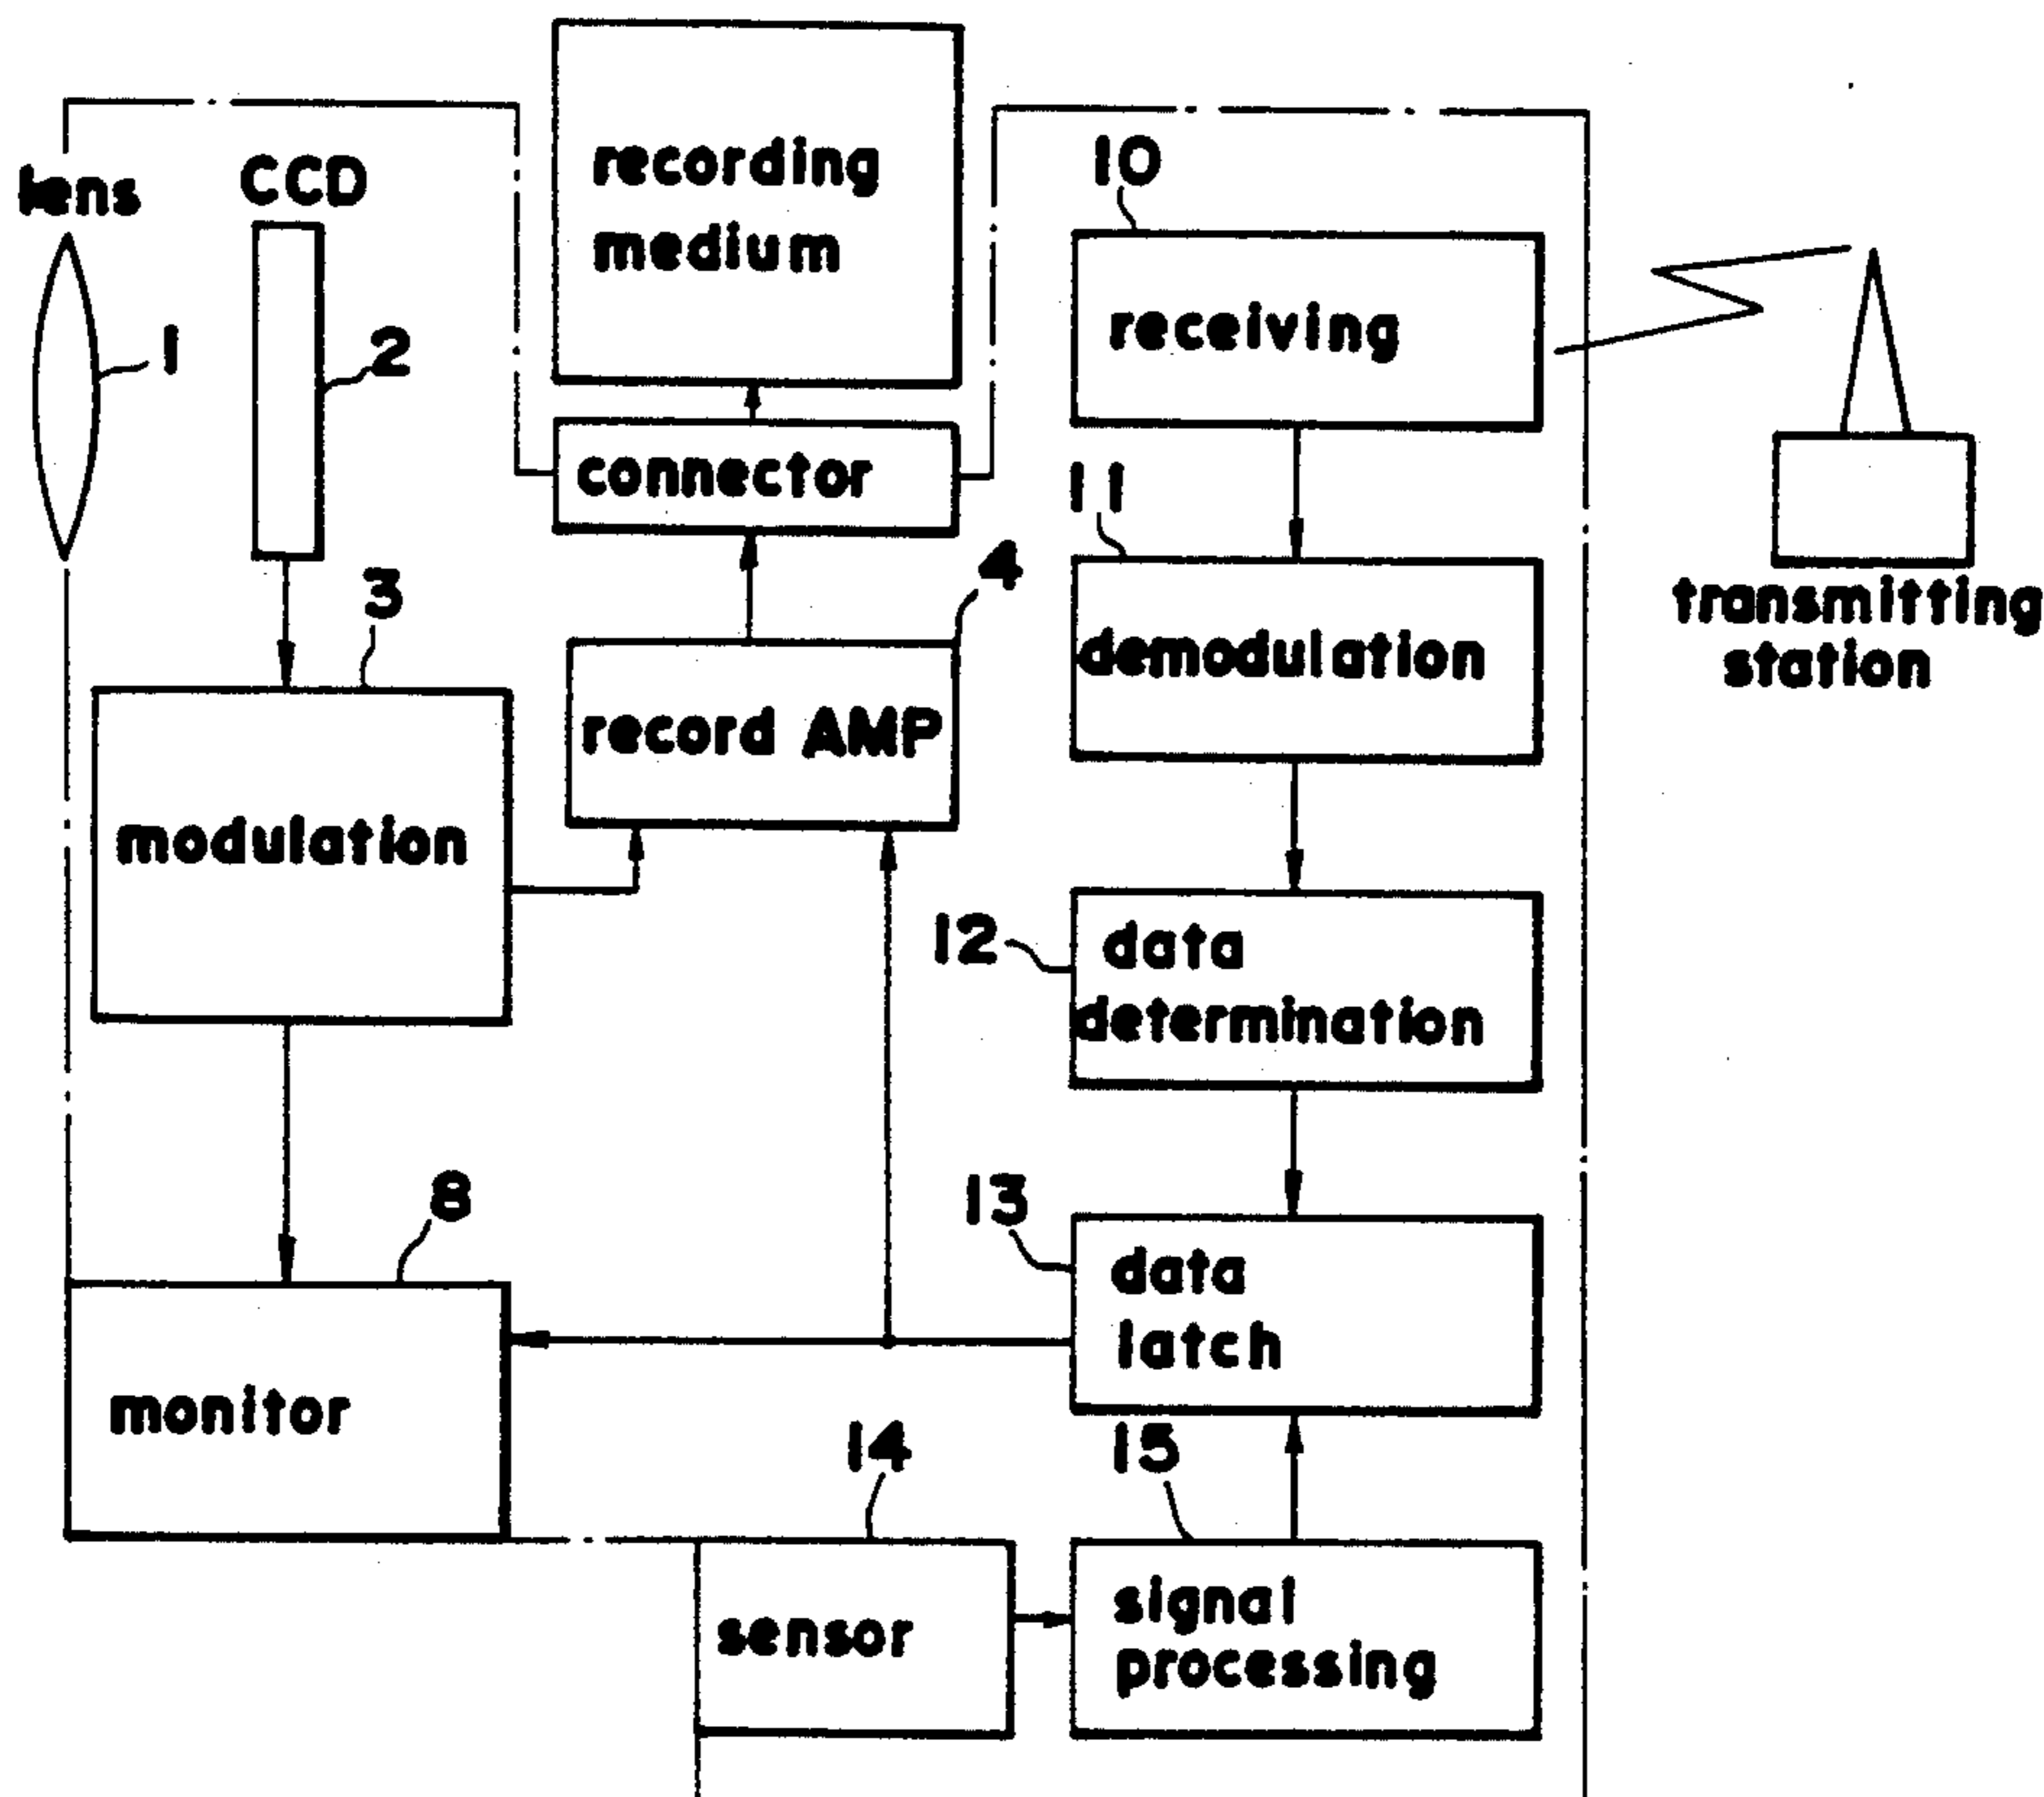 lens
CCD
1
2
recording
medium
connector
3
4
modulation
record AMP
8
monitor
10
receiving
11
demodulation
12
data
determination
13
data
latch
14
sensor
15
signal
processing
transmitting
station